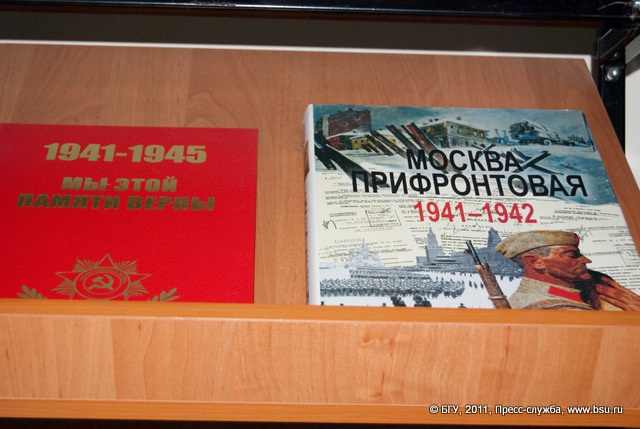 1941-1945
МЫ ЭТОЙ
ПАМЯТИ ВЕРНЫ
МОСКВА
ПРИФРОНТОВАЯ
1941–1942
© БГУ, 2011, Пресс-служба, www.bsu.ru